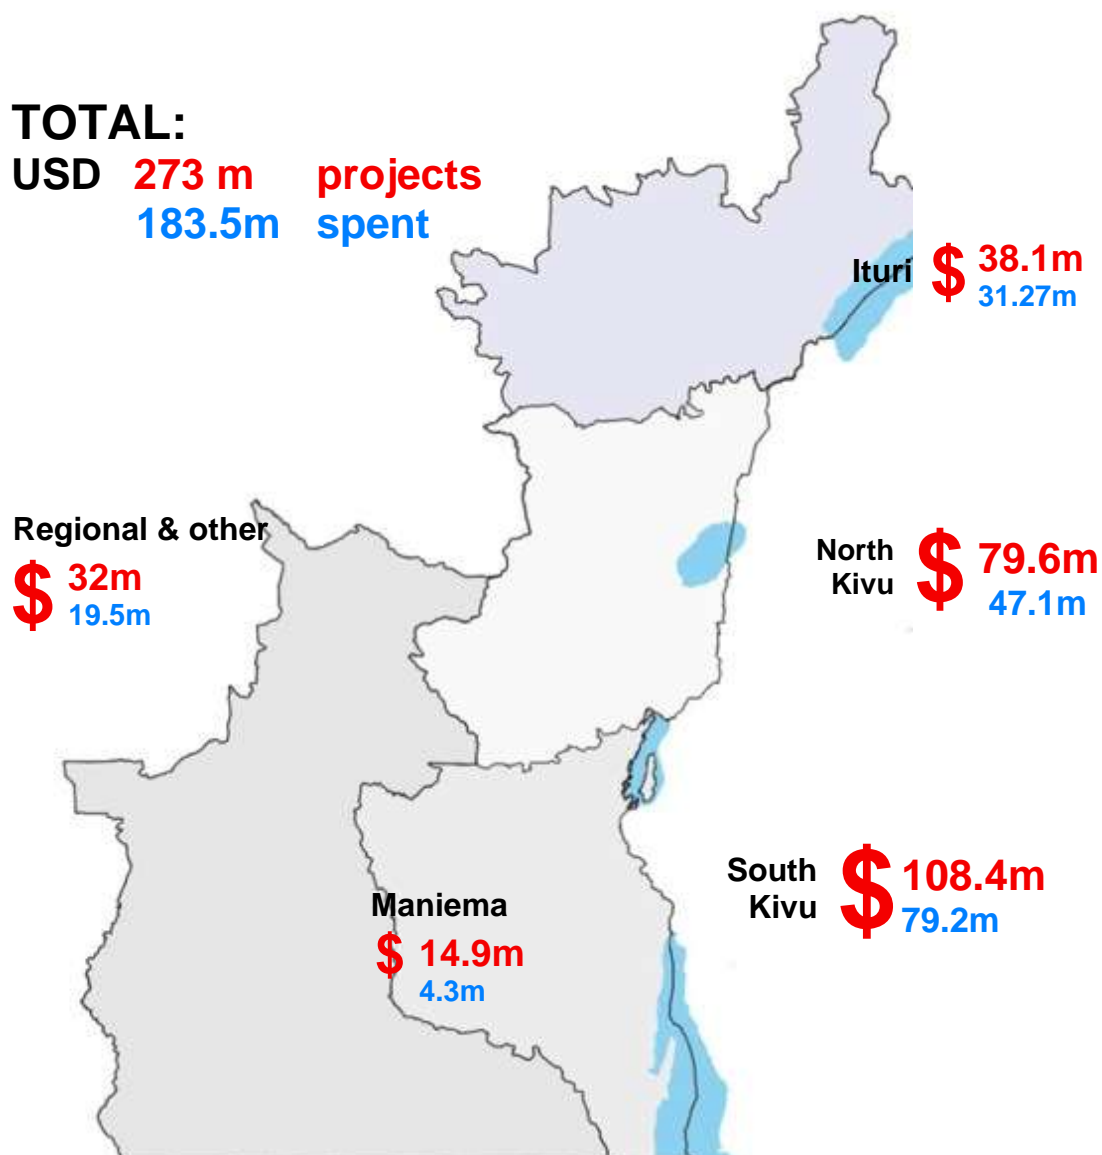 TOTAL:
USD 273 m projects
183.5m spent
Ituri $ 38.1m
31.27m
Regional & other
$ 32m
19.5m
North
Kivu
$ 79.6m
47.1m
South
Kivu
$ 108.4m
79.2m
Maniema
$ 14.9m
4.3m